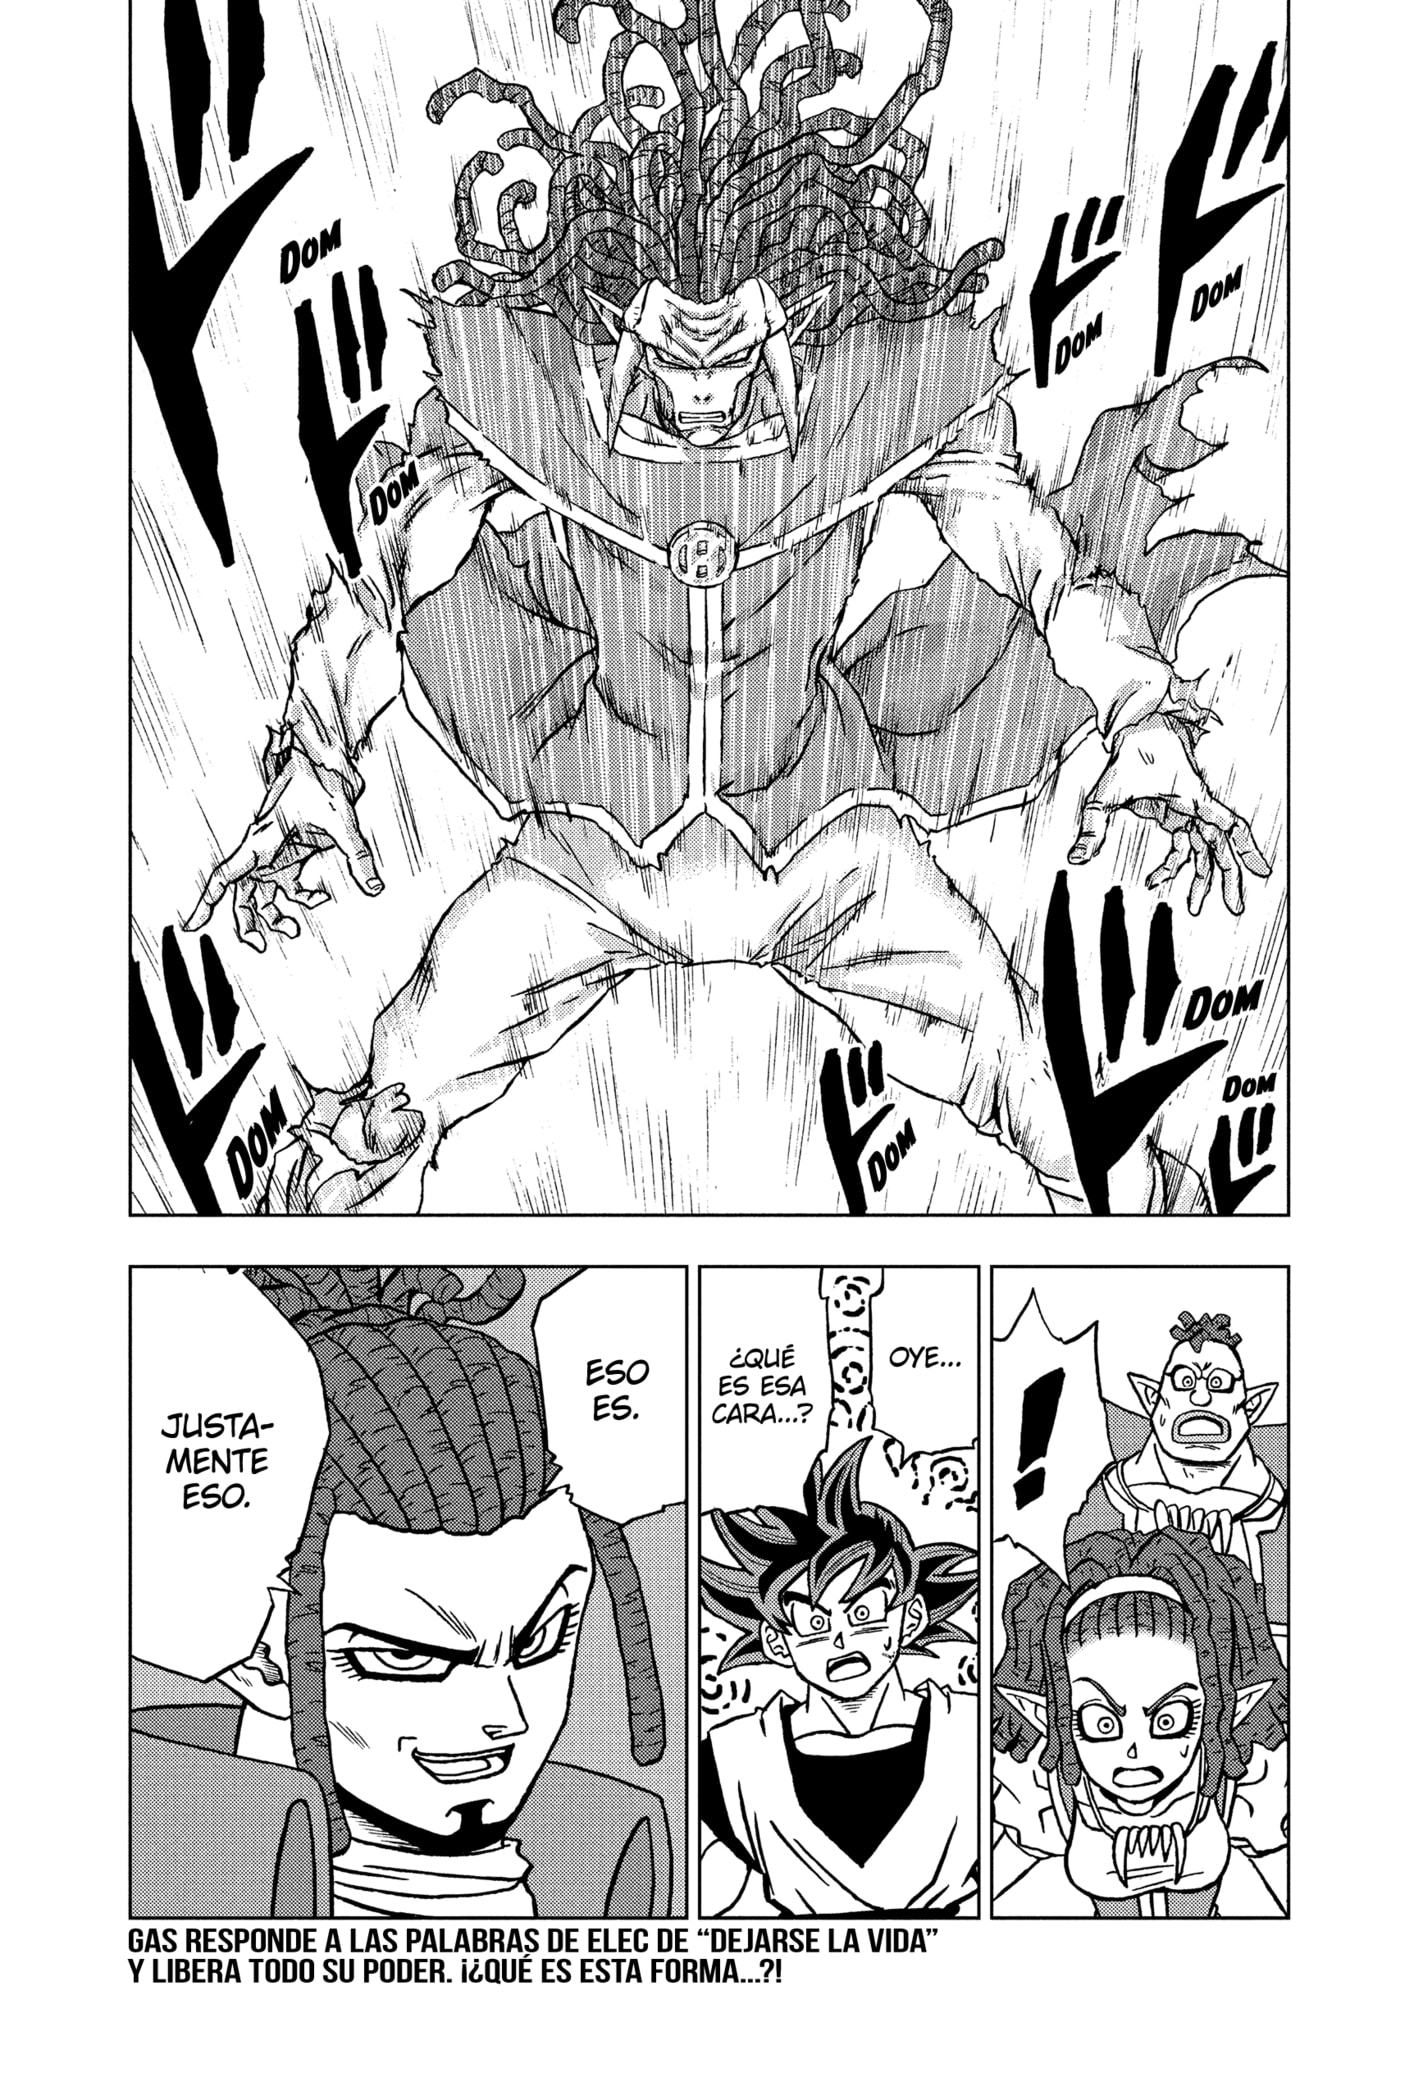 DOM
DOM
DOM
DOM
DOM
DOM
DOM
DOM
!
OYE...
¿QUÉ
ES ESA
CARA...?
ESO
ES.
JUSTA-
MENTE
ESO.
GAS RESPONDE A LAS PALABRAS DE ELEC DE “DEJARSE LA VIDA”
Y LIBERA TODO SU PODER. ¡¿QUÉ ES ESTA FORMA...?!